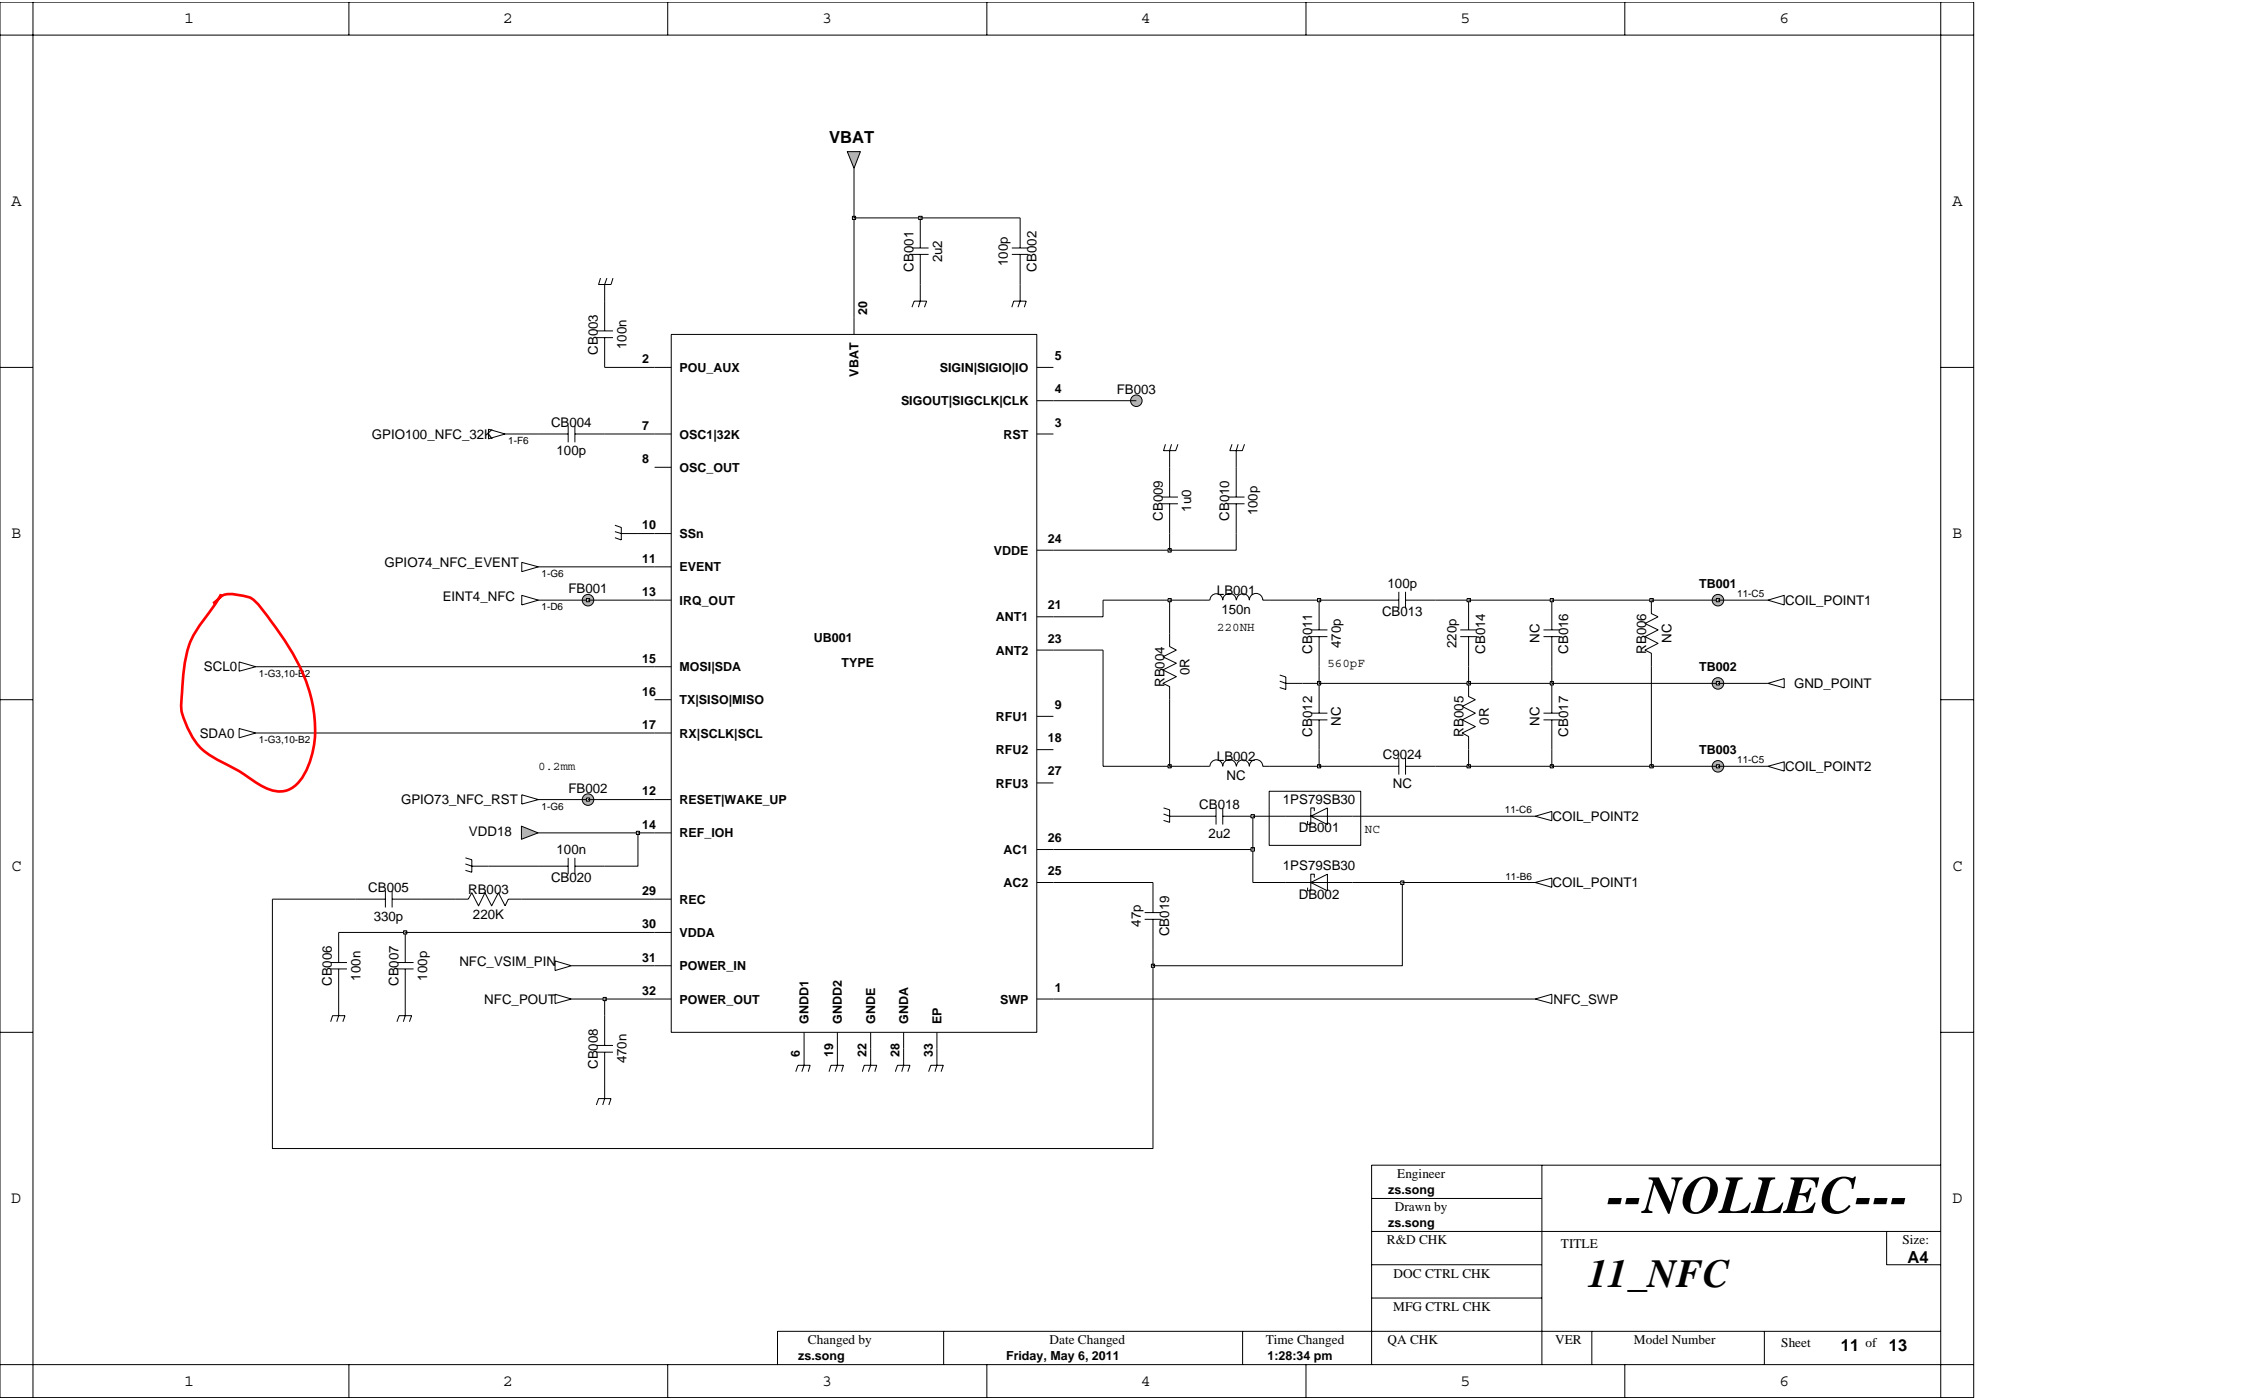 1 2 3 4 5 6
A A
B B
C C
D D
VBAT
CB001
2u2
100p
CB002
20
CB003
100n
2 POU_AUX
VBAT
SIGIN|SIGIO|IO 5
SIGOUT|SIGCLK|CLK 4 FB003
RST 3
GPIO100_NFC_32K 1-F6
CB004
100p
7 OSC1|32K
8 OSC_OUT
10 SSn
GPIO74_NFC_EVENT 1-G6 11 EVENT
EINT4_NFC 1-D6 FB001 13 IRQ_OUT
CB009
1u0
CB010
100p
VDDE 24
UB001
TYPE
SCL0 1-G3,10-B2 15 MOSI|SDA
16 TX|SISO|MISO
SDA0 1-G3,10-B2 17 RX|SCLK|SCL
0.2mm
GPIO73_NFC_RST 1-G6 FB002 12 RESET|WAKE_UP
VDD18 14 REF_IOH
100n
CB020
CB005
330p
RB003
220K
29 REC
30 VDDA
CB006
100n
CB007
100p
NFC_VSIM_PIN 31 POWER_IN
NFC_POUT 32 POWER_OUT
CB008
470n
GNDD1 GNDD2 GNDE GNDA EP
6 19 22 28 33
ANT1 21
ANT2 23
RFU1 9
RFU2 18
RFU3 27
AC1 26
AC2 25
SWP 1
RB004
0R
LB001
150n
220NH
CB011
470p
560pF
100p
CB013
220p
CB014
NC
CB016
RB006
NC
TB001
11-C5 COIL_POINT1
TB002
GND_POINT
CB012
NC
RB005
0R
NC
CB017
LB002
NC
C9024
NC
TB003
11-C5 COIL_POINT2
CB018
2u2
1PS79SB30
DB001
NC
11-C6 COIL_POINT2
1PS79SB30
DB002
11-B6 COIL_POINT1
47p
CB019
NFC_SWP
Engineer
zs.song
Drawn by
zs.song
R&D CHK
DOC CTRL CHK
MFG CTRL CHK
QA CHK
--NOLLEC---
TITLE
11_NFC
Size:
A4
Changed by
zs.song
Date Changed
Friday, May 6, 2011
Time Changed
1:28:34 pm
VER
Model Number
Sheet 11 of 13
1 2 3 4 5 6